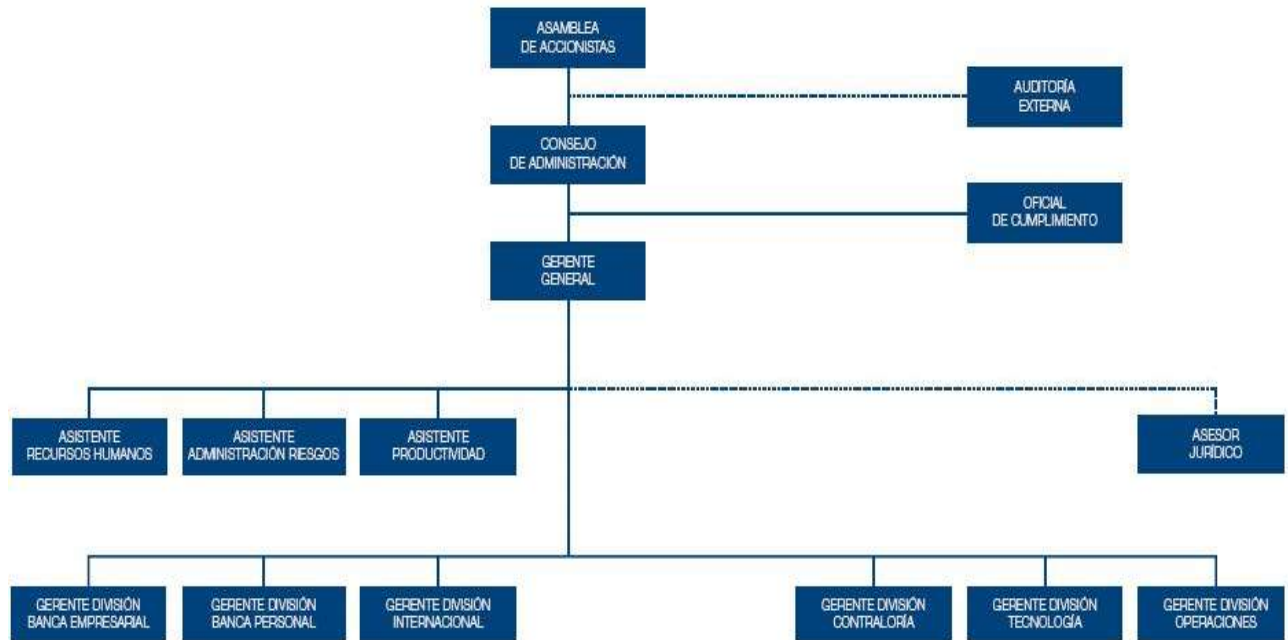 ASAMBLEA
DE ACCIONISTAS
AUDITORÍA
EXTERNA
CONSEJO
DE ADMINISTRACIÓN
OFICIAL
DE CUMPLIMIENTO
GERENTE
GENERAL
ASISTENTE
RECURSOS HUMANOS
ASISTENTE
ADMINISTRACIÓN RIESGOS
ASISTENTE
PRODUCTIVIDAD
ASESOR
JURÍDICO
GERENTE DIVISIÓN
BANCA EMPRESARIAL
GERENTE DIVISIÓN
BANCA PERSONAL
GERENTE DIVISIÓN
INTERNACIONAL
GERENTE DIVISIÓN
CONTRALORÍA
GERENTE DIVISIÓN
TECNOLOGÍA
GERENTE DIVISIÓN
OPERACIONES